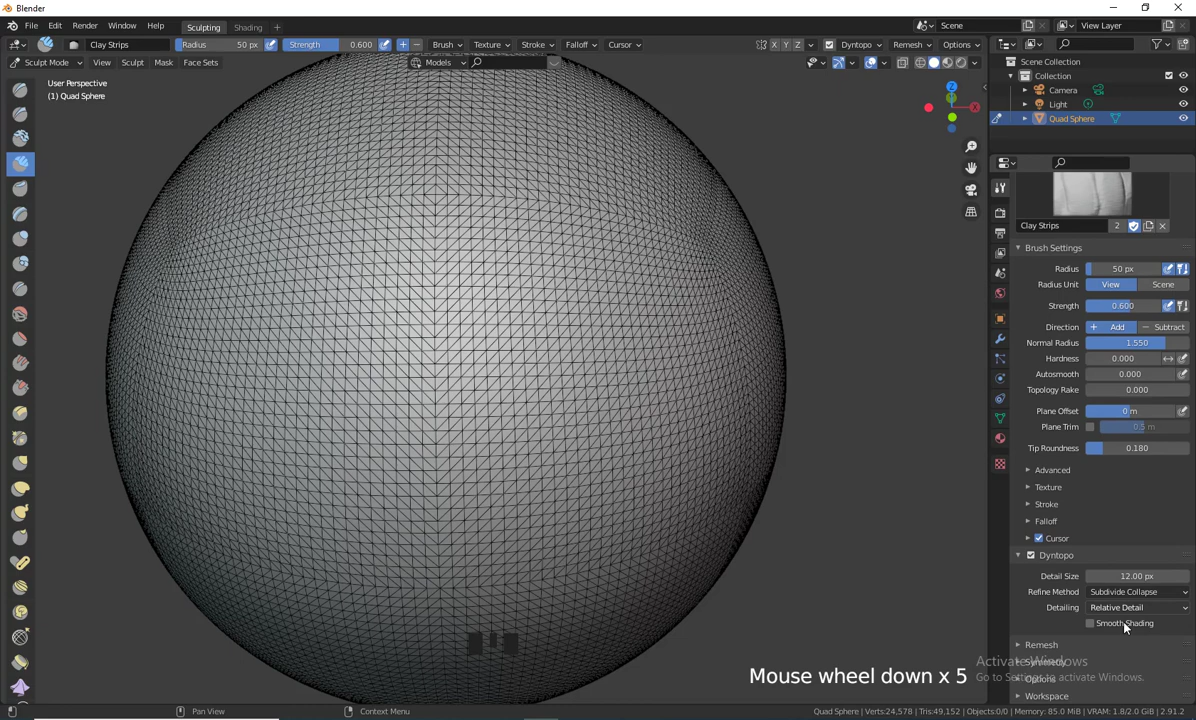 Blender
File Edit Render Window Help Sculpting Shading + Scene View Layer
Clay Strips Radius 50 px Strength 0.600 Brush Texture Stroke Falloff Cursor X Y Z Dyntopo Remesh Options
Sculpt Mode View Sculpt Mask Face Sets Models
User Perspective
(1) Quad Sphere
Scene Collection
Collection
Camera
Light
Quad Sphere
X
Clay Strips 2
Brush Settings
Radius 50 px
Radius Unit View Scene
Strength 0.600
Direction + Add − Subtract
Normal Radius 1.550
Hardness 0.000
Autosmooth 0.000
Topology Rake 0.000
Plane Offset 0 m
Plane Trim 0.5 m
Tip Roundness 0.180
Advanced
Texture
Stroke
Falloff
Cursor
Dyntopo
Detail Size 12.00 px
Refine Method Subdivide Collapse
Detailing Relative Detail
Smooth Shading
Remesh
Symmetry
Options
Workspace
Activate Windows
Go to Settings to activate Windows.
Mouse wheel down x 5
Pan View Context Menu Quad Sphere | Verts:24,578 | Tris:49,152 | Objects:0/0 | Memory: 85.0 MiB | VRAM: 1.8/2.0 GiB | 2.91.2